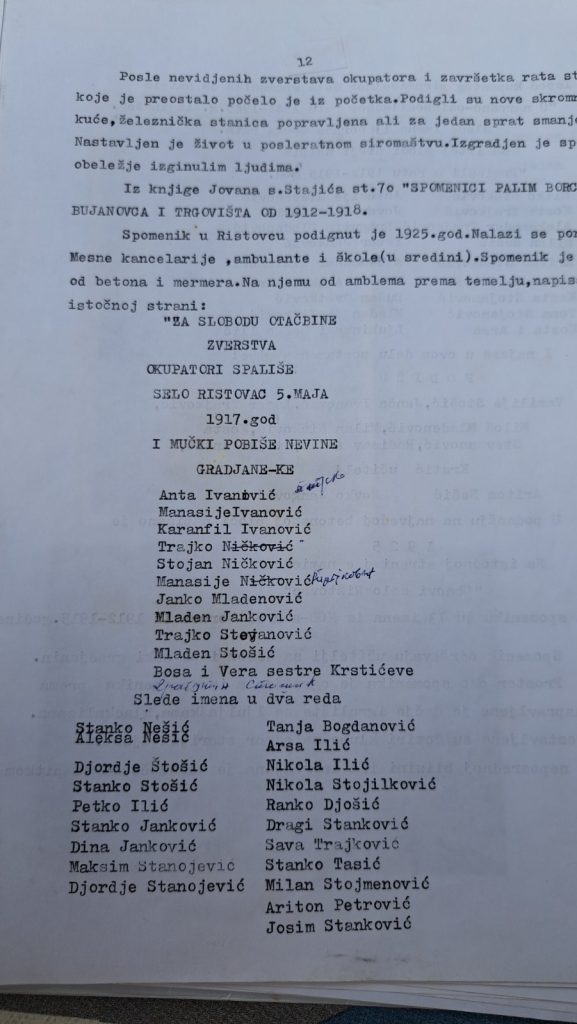 12
Posle nevidjenih zverstava okupatora i završetka rata st
koje je preostalo počelo je iz početka.Podigli su nove skromn
kuće,železnička stanica popravljena ali za jedan sprat smanje
Nastavljen je život u posleratnom siromaštvu.Izgradjen je sp
obeležje izginulim ljudima.
Iz knjige Jovana s.Stajića st.7o "SPOMENICI PALIM BORC
BUJANOVCA I TRGOVIŠTA OD 1912-1918.
Spomenik u Ristovcu podignut je 1925.god.Nalazi se por
Mesne kancelarije ,ambulante i škole(u sredini).Spomenik je
od betona i mermera.Na njemu od amblema prema temelju,napis
istočnoj strani:
"ZA SLOBODU OTAČBINE
ZVERSTVA
OKUPATORI SPALIŠE
SELO RISTOVAC 5.MAJA
1917.god
I MUČKI POBIŠE NEVINE
GRADJANE-KE
Anta Ivanović
ManasijeIvanović
Karanfil Ivanović
Trajko Ničković "
Stojan Ničković
Manasije Ničković
Janko Mladenović
Mladen Janković
Trajko Stevanović
Mladen Stošić
Bosa i Vera sestre Krstićeve
Slede imena u dva reda
Stanko Nešić Tanja Bogdanović
Aleksa Nešić Arsa Ilić
Djordje Štošić Nikola Ilić
Stanko Stošić Nikola Stojilković
Petko Ilić Ranko Djošić
Stanko Janković Dragi Stanković
Dina Janković Sava Trajković
Maksim Stanojević Stanko Tasić
Djordje Stanojević Milan Stojmenović
Ariton Petrović
Josim Stanković